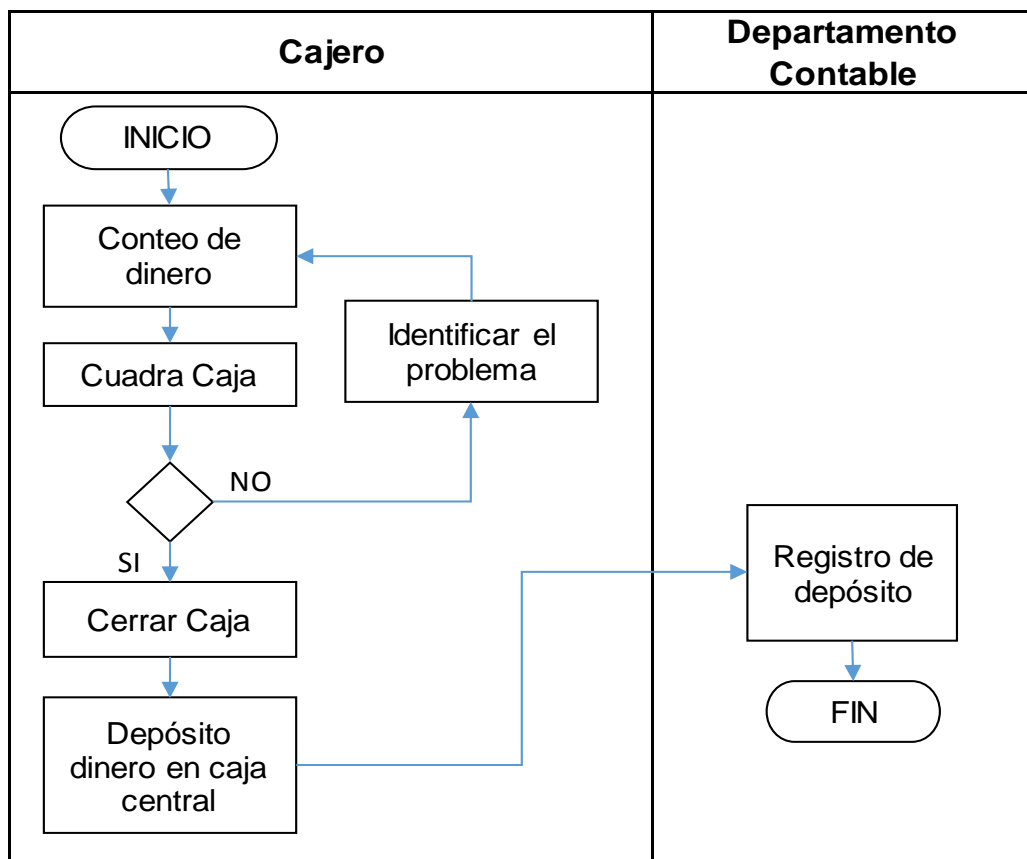 Cajero
Departamento
Contable
INICIO
Conteo de
dinero
Cuadra Caja
Identificar el
problema
NO
SI
Cerrar Caja
Depósito
dinero en caja
central
Registro de
depósito
FIN